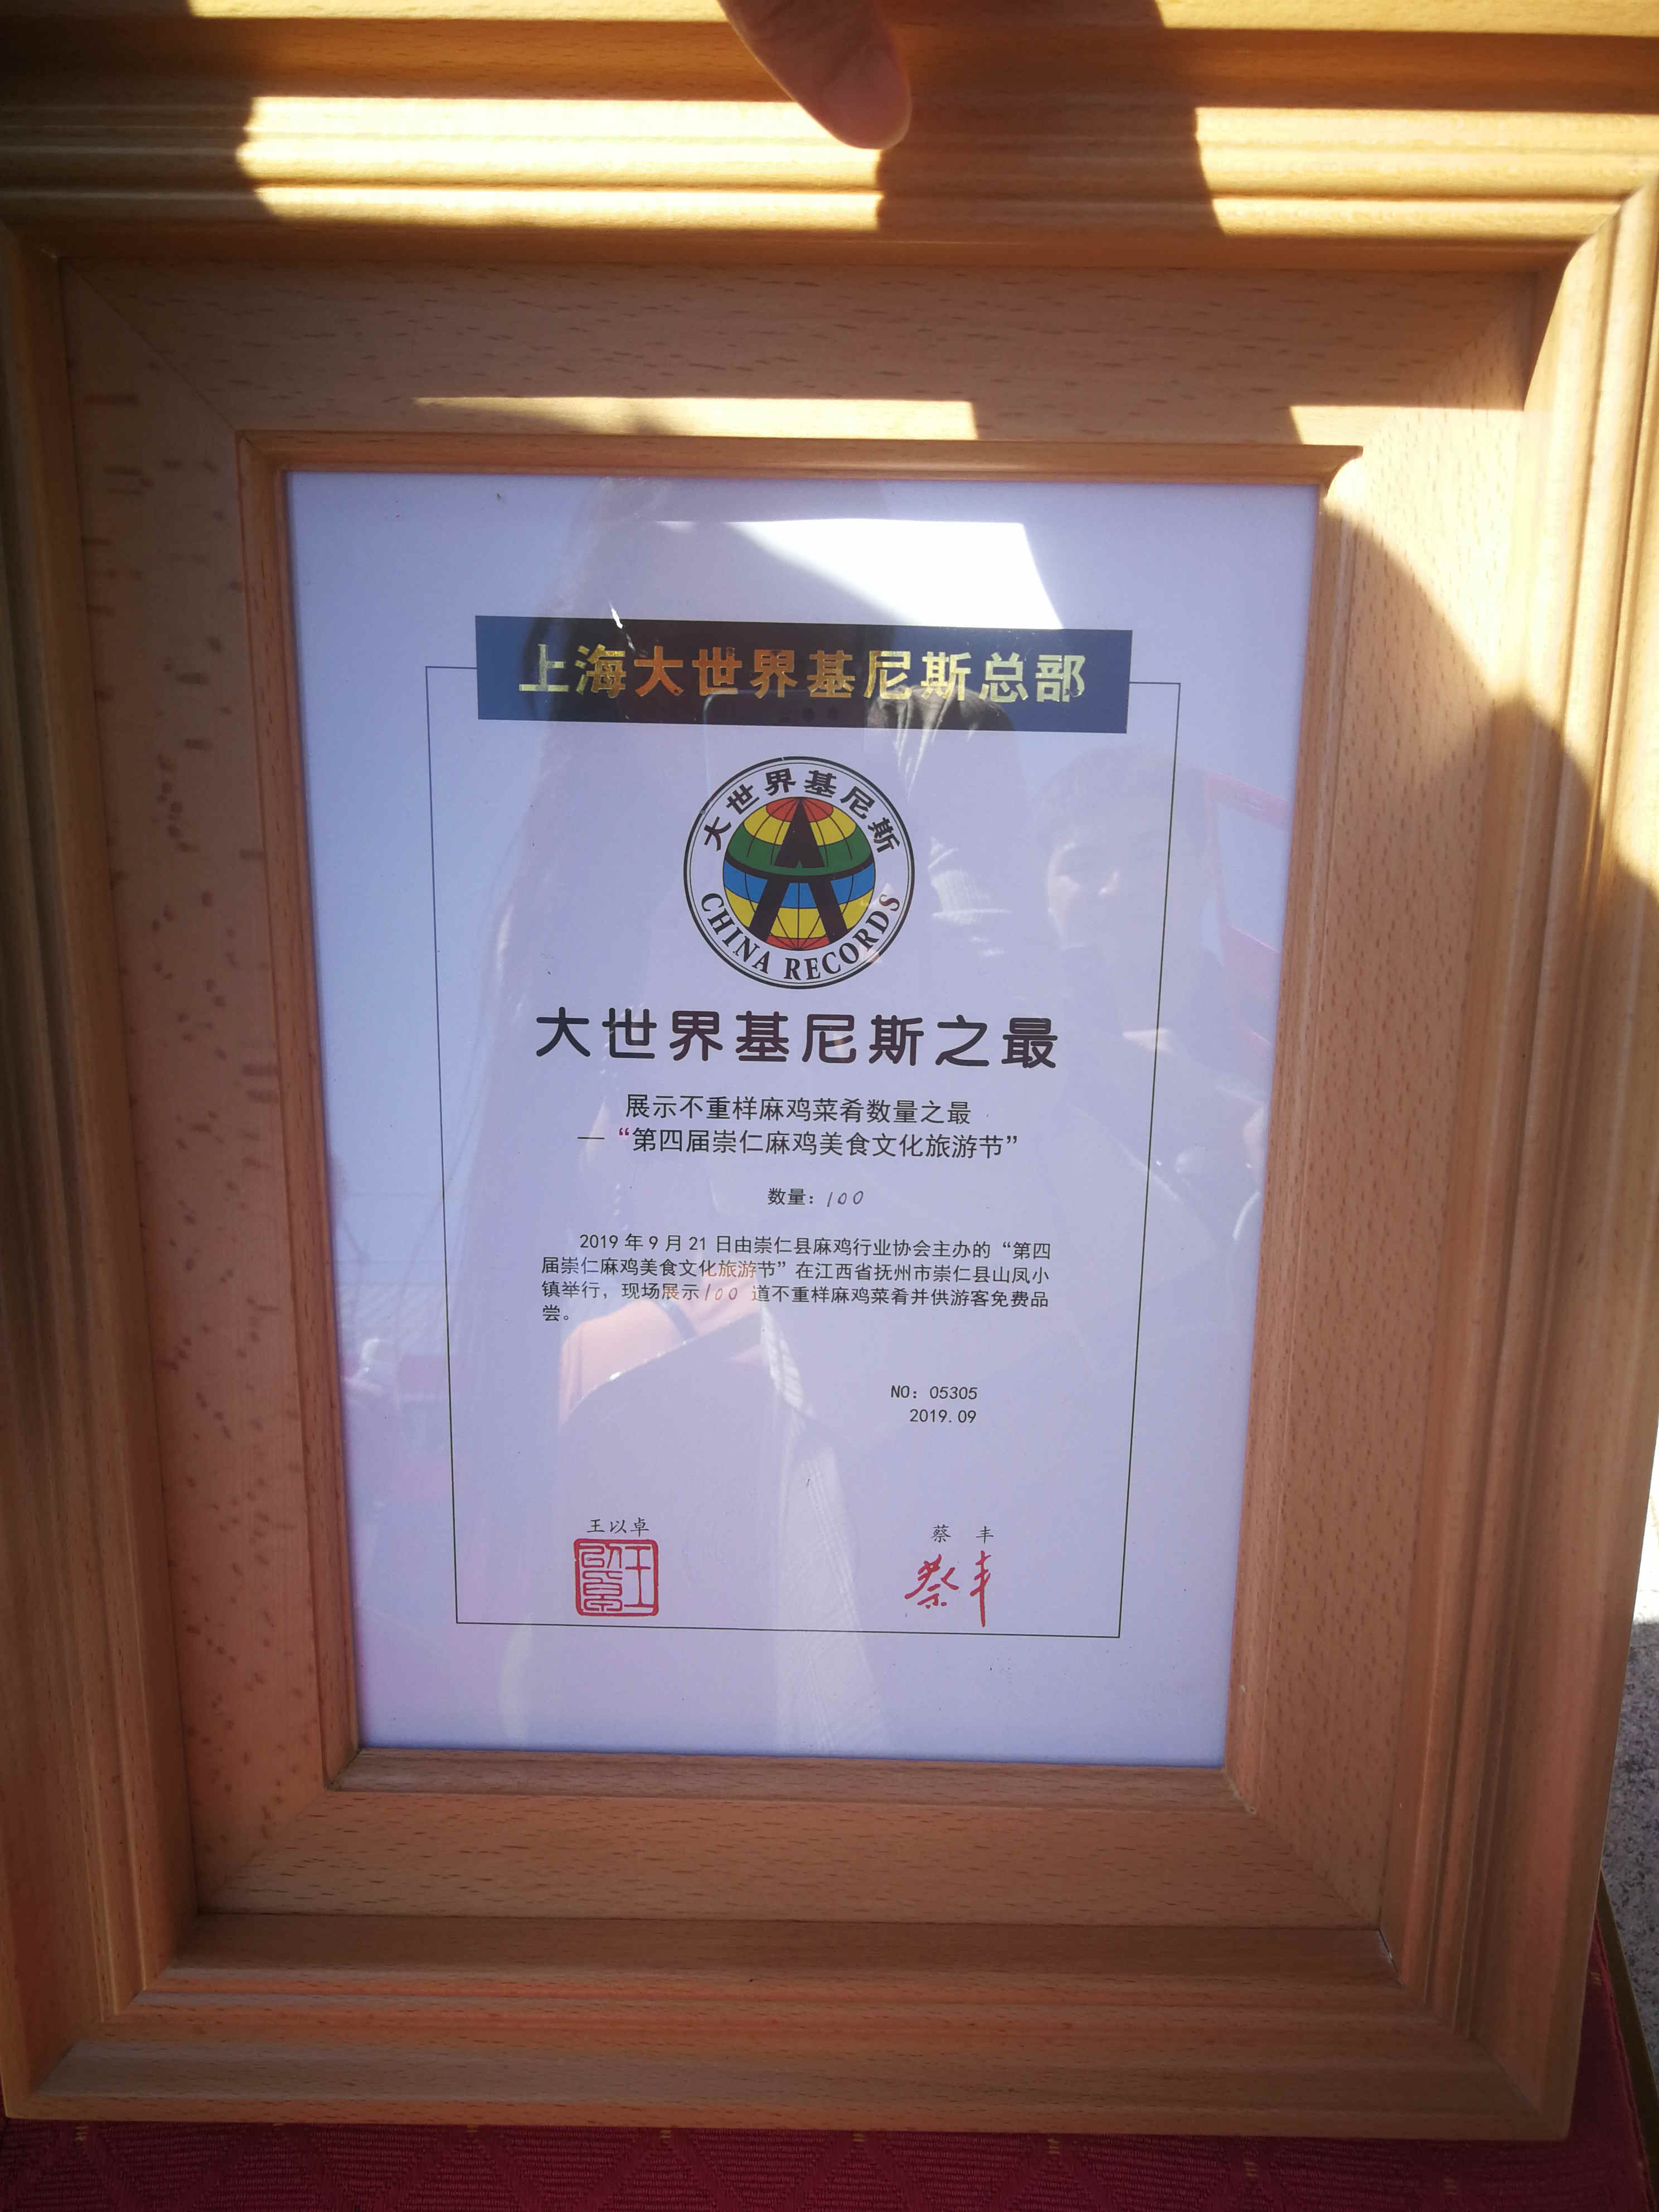 上海大世界基尼斯总部
大世界基尼斯
CHINA RECORDS
大世界基尼斯之最
展示不重样麻鸡菜肴数量之最
—“第四届崇仁麻鸡美食文化旅游节”
数量：100
2019年9月21日由崇仁县麻鸡行业协会主办的“第四
届崇仁麻鸡美食文化旅游节”在江西省抚州市崇仁县山凤小
镇举行，现场展示100 道不重样麻鸡菜肴并供游客免费品
尝。
NO：05305
2019.09
王以卓
蔡 丰
蔡丰